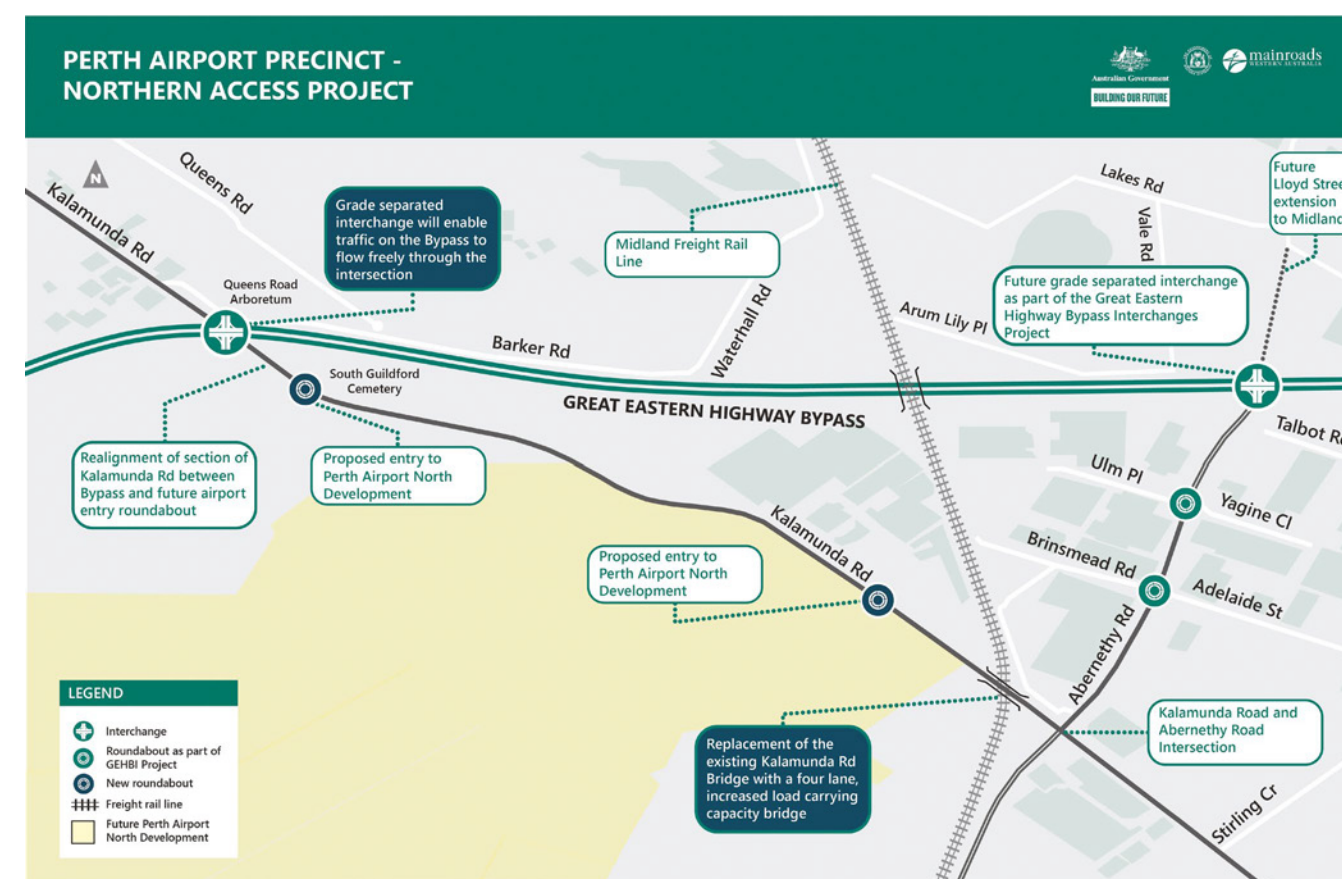 PERTH AIRPORT PRECINCT -
NORTHERN ACCESS PROJECT
Australian Government
BUILDING OUR FUTURE
mainroads
WESTERN AUSTRALIA
N
Kalamunda Rd
Queens Rd
Grade separated
interchange will enable
traffic on the Bypass to
flow freely through the
intersection
Queens Road
Arboretum
Midland Freight Rail
Line
Lakes Rd
Vale Rd
Future
Lloyd Stree
extension
to Midland
Future grade separated interchange
as part of the Great Eastern
Highway Bypass Interchanges
Project
Arum Lily Pl
Waterhall Rd
Barker Rd
South Guildford
Cemetery
GREAT EASTERN HIGHWAY BYPASS
Talbot R
Realignment of section of
Kalamunda Rd between
Bypass and future airport
entry roundabout
Proposed entry to
Perth Airport North
Development
Ulm Pl
Yagine Cl
Kalamunda Rd
Brinsmead Rd
Adelaide St
Proposed entry to
Perth Airport North
Development
Abernethy Rd
Kalamunda Road and
Abernethy Road
Intersection
Replacement of the
existing Kalamunda Rd
Bridge with a four lane,
increased load carrying
capacity bridge
Stirling Cr
LEGEND
Interchange
Roundabout as part of
GEHBI Project
New roundabout
Freight rail line
Future Perth Airport
North Development